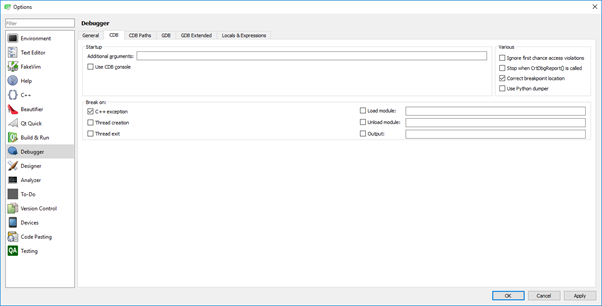 Options
Filter
Debugger
Environment
Text Editor
FakeVim
Help
C++
Beautifier
Qt Quick
Build & Run
Debugger
Designer
Analyzer
To-Do
Version Control
Devices
Code Pasting
QA Testing
General CDB CDB Paths GDB GDB Extended Locals & Expressions
Startup
Additional arguments:
Use CDB console
Various
Ignore first chance access violations
Stop when CrtDbgReport() is called
Correct breakpoint location
Use Python dumper
Break on:
C++ exception
Thread creation
Thread exit
Load module:
Unload module:
Output:
OK Cancel Apply